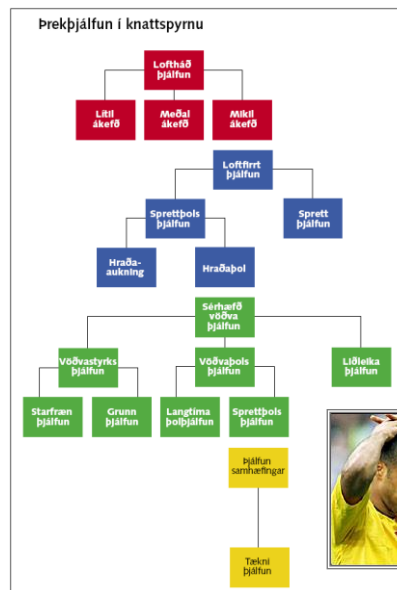 Þrekþjálfun í knattspyrnu
Loftháð
þjálfun
Lítil
ákefð
Meðal
ákefð
Mikil
ákefð
Loftfirrt
þjálfun
Sprettþols
þjálfun
Sprett
þjálfun
Hraða-
aukning
Hraðaþol
Sérhæfð
vöðva
þjálfun
Vöðvastyrks
þjálfun
Vöðvaþols
þjálfun
Liðleika
þjálfun
Starfræn
þjálfun
Grunn
þjálfun
Langtíma
þolþjálfun
Sprettþols
þjálfun
Þjálfun
samhæfingar
Tækni
þjálfun